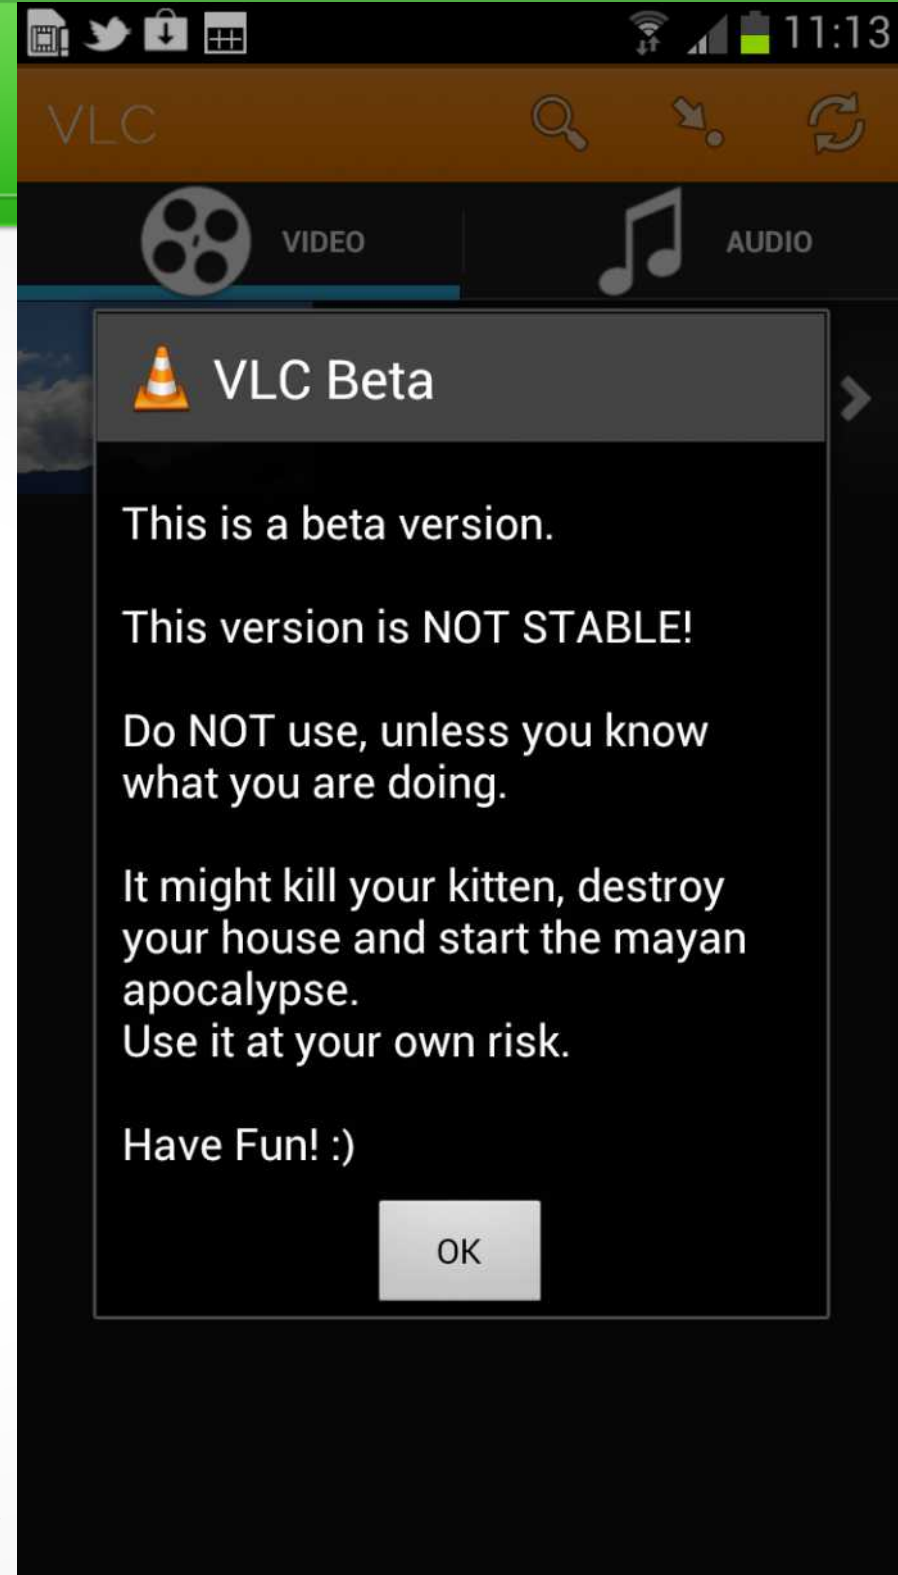 11:13
VLC
VIDEO
AUDIO
VLC Beta
This is a beta version.
This version is NOT STABLE!
Do NOT use, unless you know
what you are doing.
It might kill your kitten, destroy
your house and start the mayan
apocalypse.
Use it at your own risk.
Have Fun! :)
OK